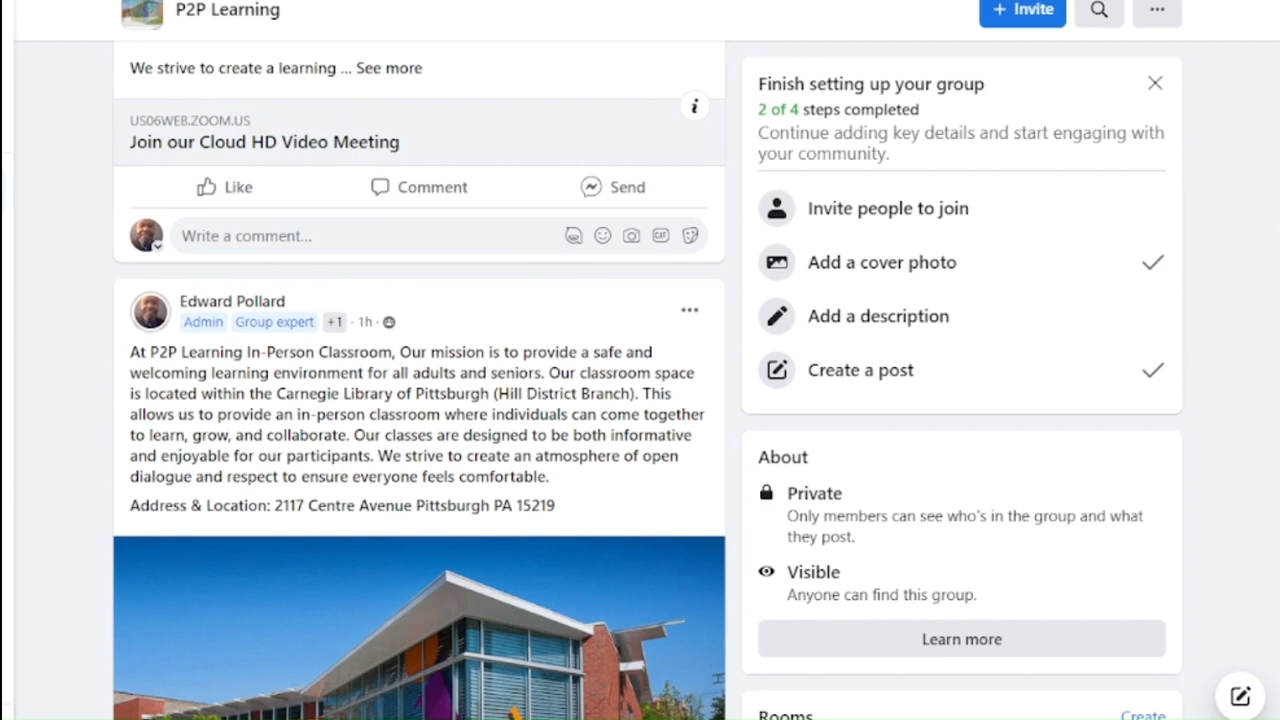 P2P Learning
+ Invite
We strive to create a learning ... See more
US06WEB.ZOOM.US
Join our Cloud HD Video Meeting
Like
Comment
Send
Write a comment...
GIF
Edward Pollard
Admin Group expert +1 · 1h ·
At P2P Learning In-Person Classroom, Our mission is to provide a safe and
welcoming learning environment for all adults and seniors. Our classroom space
is located within the Carnegie Library of Pittsburgh (Hill District Branch). This
allows us to provide an in-person classroom where individuals can come together
to learn, grow, and collaborate. Our classes are designed to be both informative
and enjoyable for our participants. We strive to create an atmosphere of open
dialogue and respect to ensure everyone feels comfortable.
Address & Location: 2117 Centre Avenue Pittsburgh PA 15219
Finish setting up your group
2 of 4 steps completed
Continue adding key details and start engaging with
your community.
Invite people to join
Add a cover photo
Add a description
Create a post
About
Private
Only members can see who's in the group and what
they post.
Visible
Anyone can find this group.
Learn more
Rooms
Create